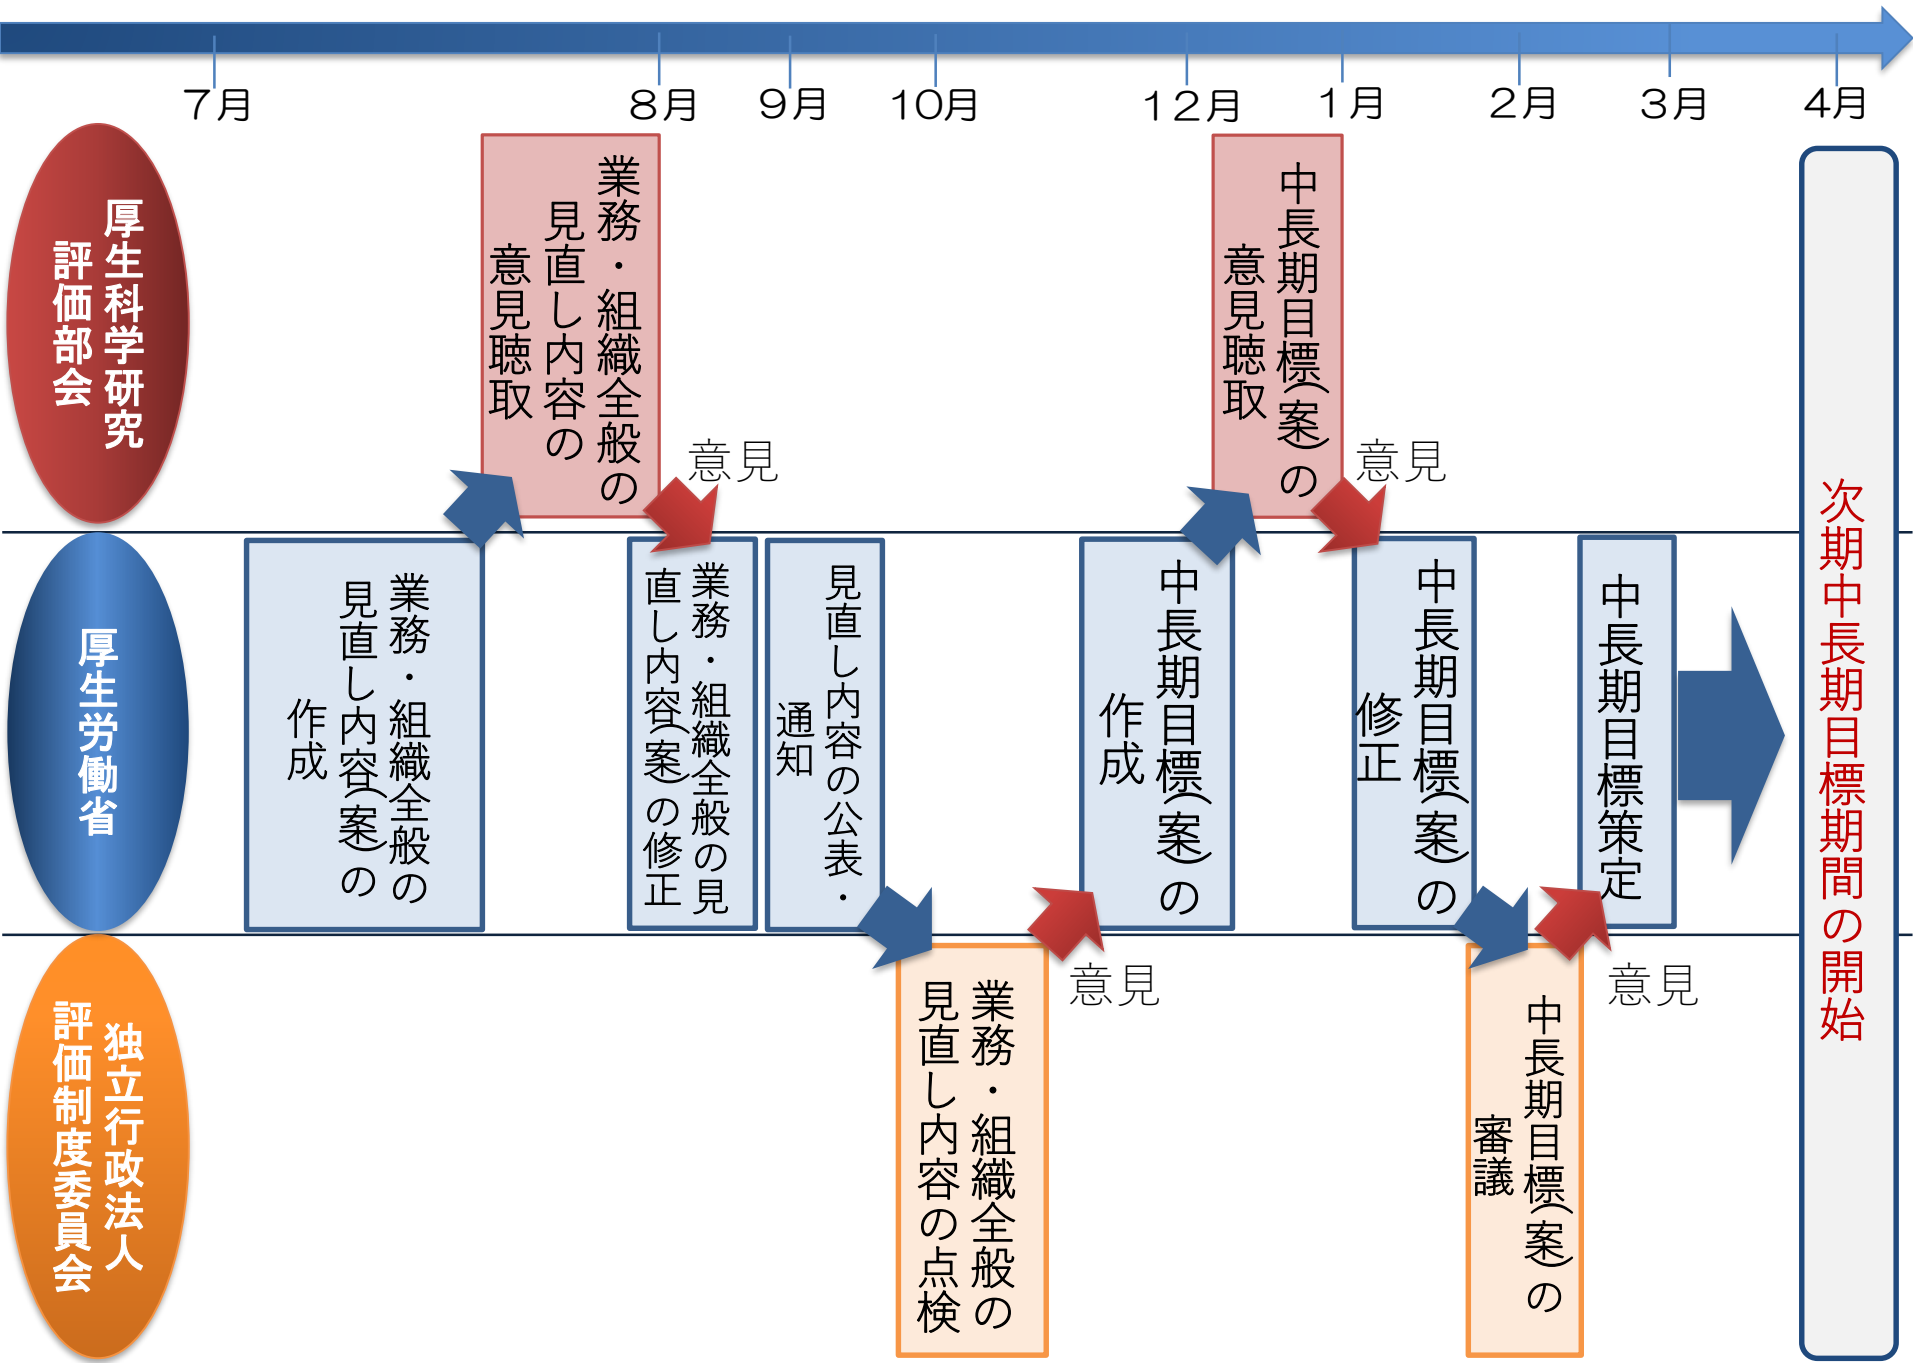 7月
8月
9月
10月
12月
1月
2月
3月
4月
厚生科学研究
評価部会
業務・組織全般の
見直し内容の
意見聴取
意見
中長期目標(案)の
意見聴取
意見
厚生労働省
業務・組織全般の
見直し内容(案)の
作成
業務・組織全般の見
直し内容(案)の修正
見直し内容の公表・
通知
中長期目標(案)の
作成
中長期目標(案)の
修正
中長期目標策定
次期中長期目標期間の開始
独立行政法人
評価制度委員会
業務・組織全般の
見直し内容の点検
意見
中長期目標(案)の
審議
意見